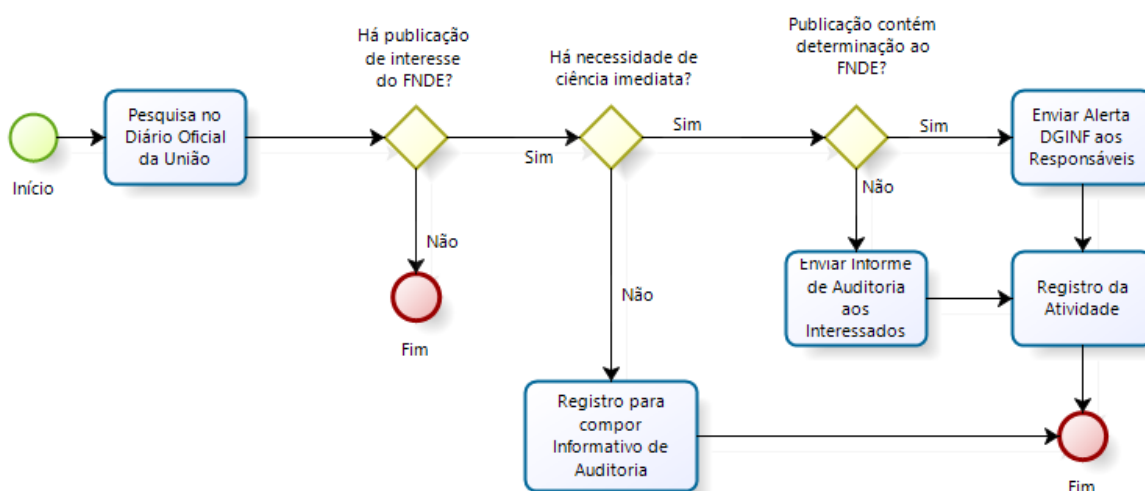 Há publicação
de interesse
do FNDE?
Há necessidade de
ciência imediata?
Publicação contém
determinação ao
FNDE?
Início
Pesquisa no
Diário Oficial
da União
Sim
Não
Fim
Sim
Não
Sim
Não
Enviar Alerta
DGINF aos
Responsáveis
Enviar Informe
de Auditoria
aos
Interessados
Registro da
Atividade
Registro para
compor
Informativo de
Auditoria
Fim